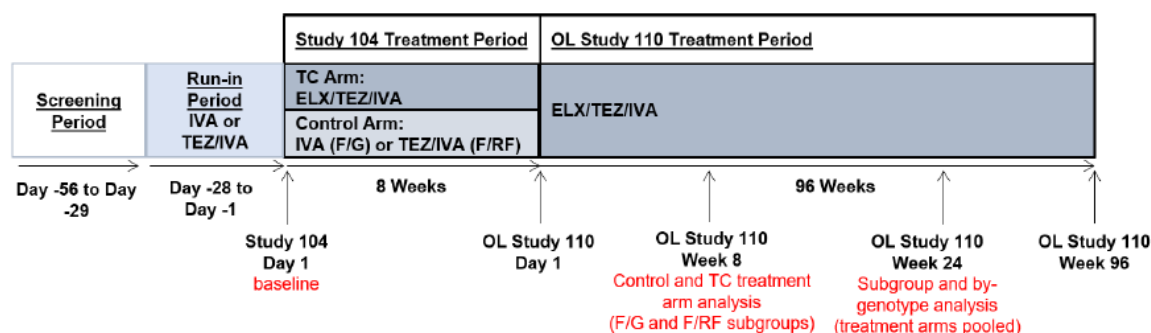 Study 104 Treatment Period
OL Study 110 Treatment Period
Screening
Period
Run-in
Period
IVA or
TEZ/IVA
TC Arm:
ELX/TEZ/IVA
Control Arm:
IVA (F/G) or TEZ/IVA (F/RF)
ELX/TEZ/IVA
Day -56 to Day
-29
Day -28 to
Day -1
8 Weeks
96 Weeks
Study 104
Day 1
baseline
OL Study 110
Day 1
OL Study 110
Week 8
Control and TC treatment
arm analysis
(F/G and F/RF subgroups)
OL Study 110
Week 24
Subgroup and by-
genotype analysis
(treatment arms pooled)
OL Study 110
Week 96